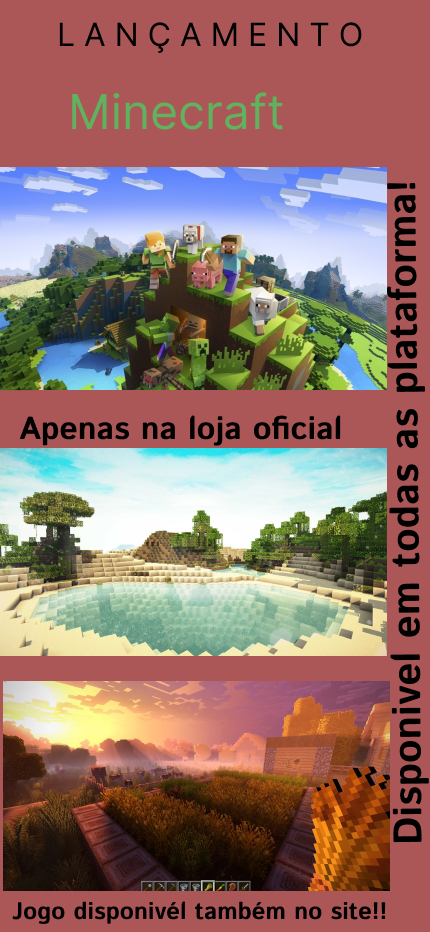 LANÇAMENTO
Minecraft
Disponivel em todas as plataforma!
Apenas na loja oficial
Jogo disponivél também no site!!